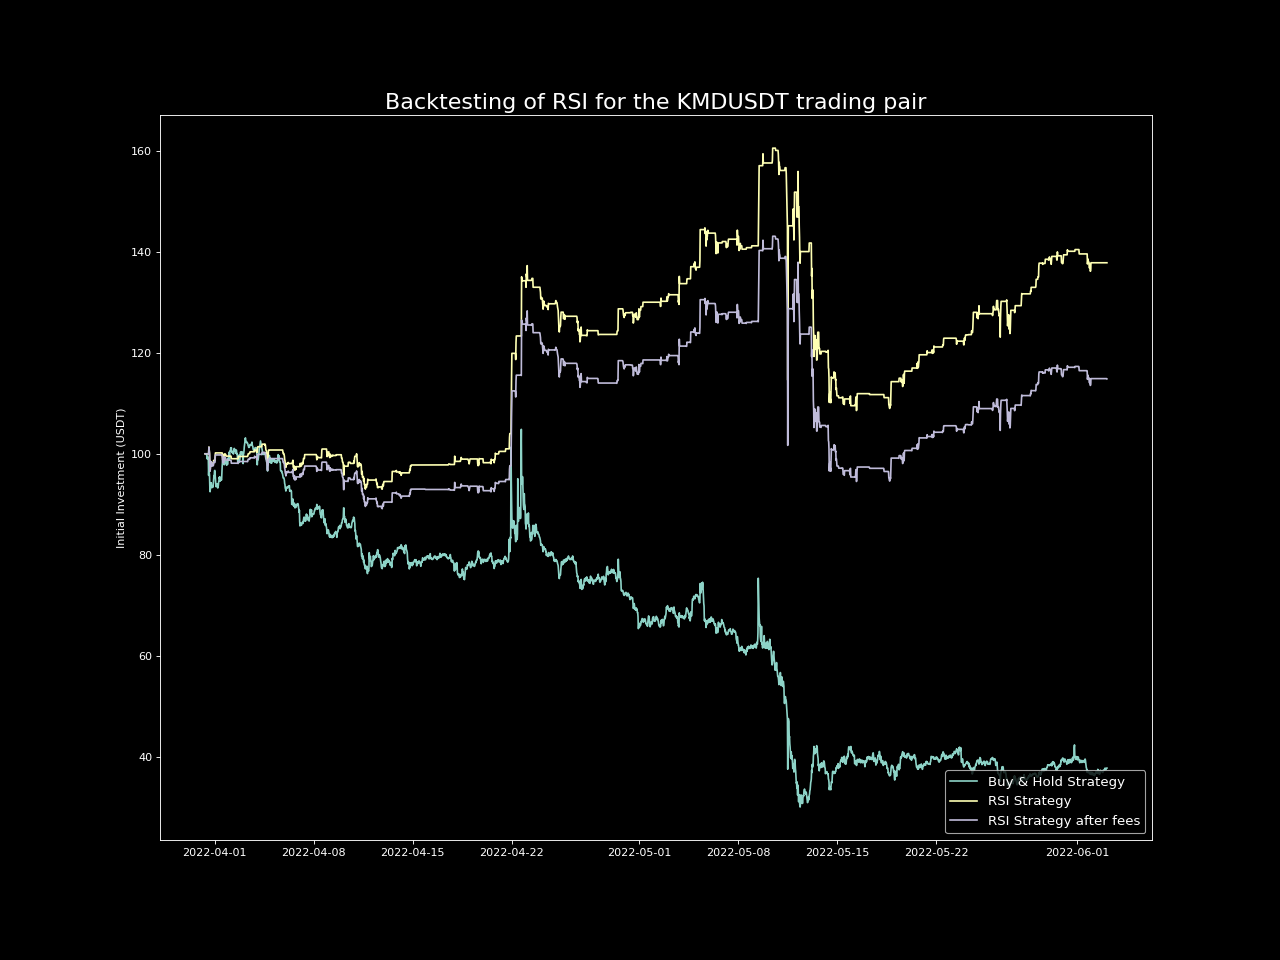 Backtesting of RSI for the KMDUSDT trading pair
Initial Investment (USDT)
160
140
120
100
80
60
40
2022-04-01 2022-04-08 2022-04-15 2022-04-22 2022-05-01 2022-05-08 2022-05-15 2022-05-22 2022-06-01
Buy & Hold Strategy
RSI Strategy
RSI Strategy after fees